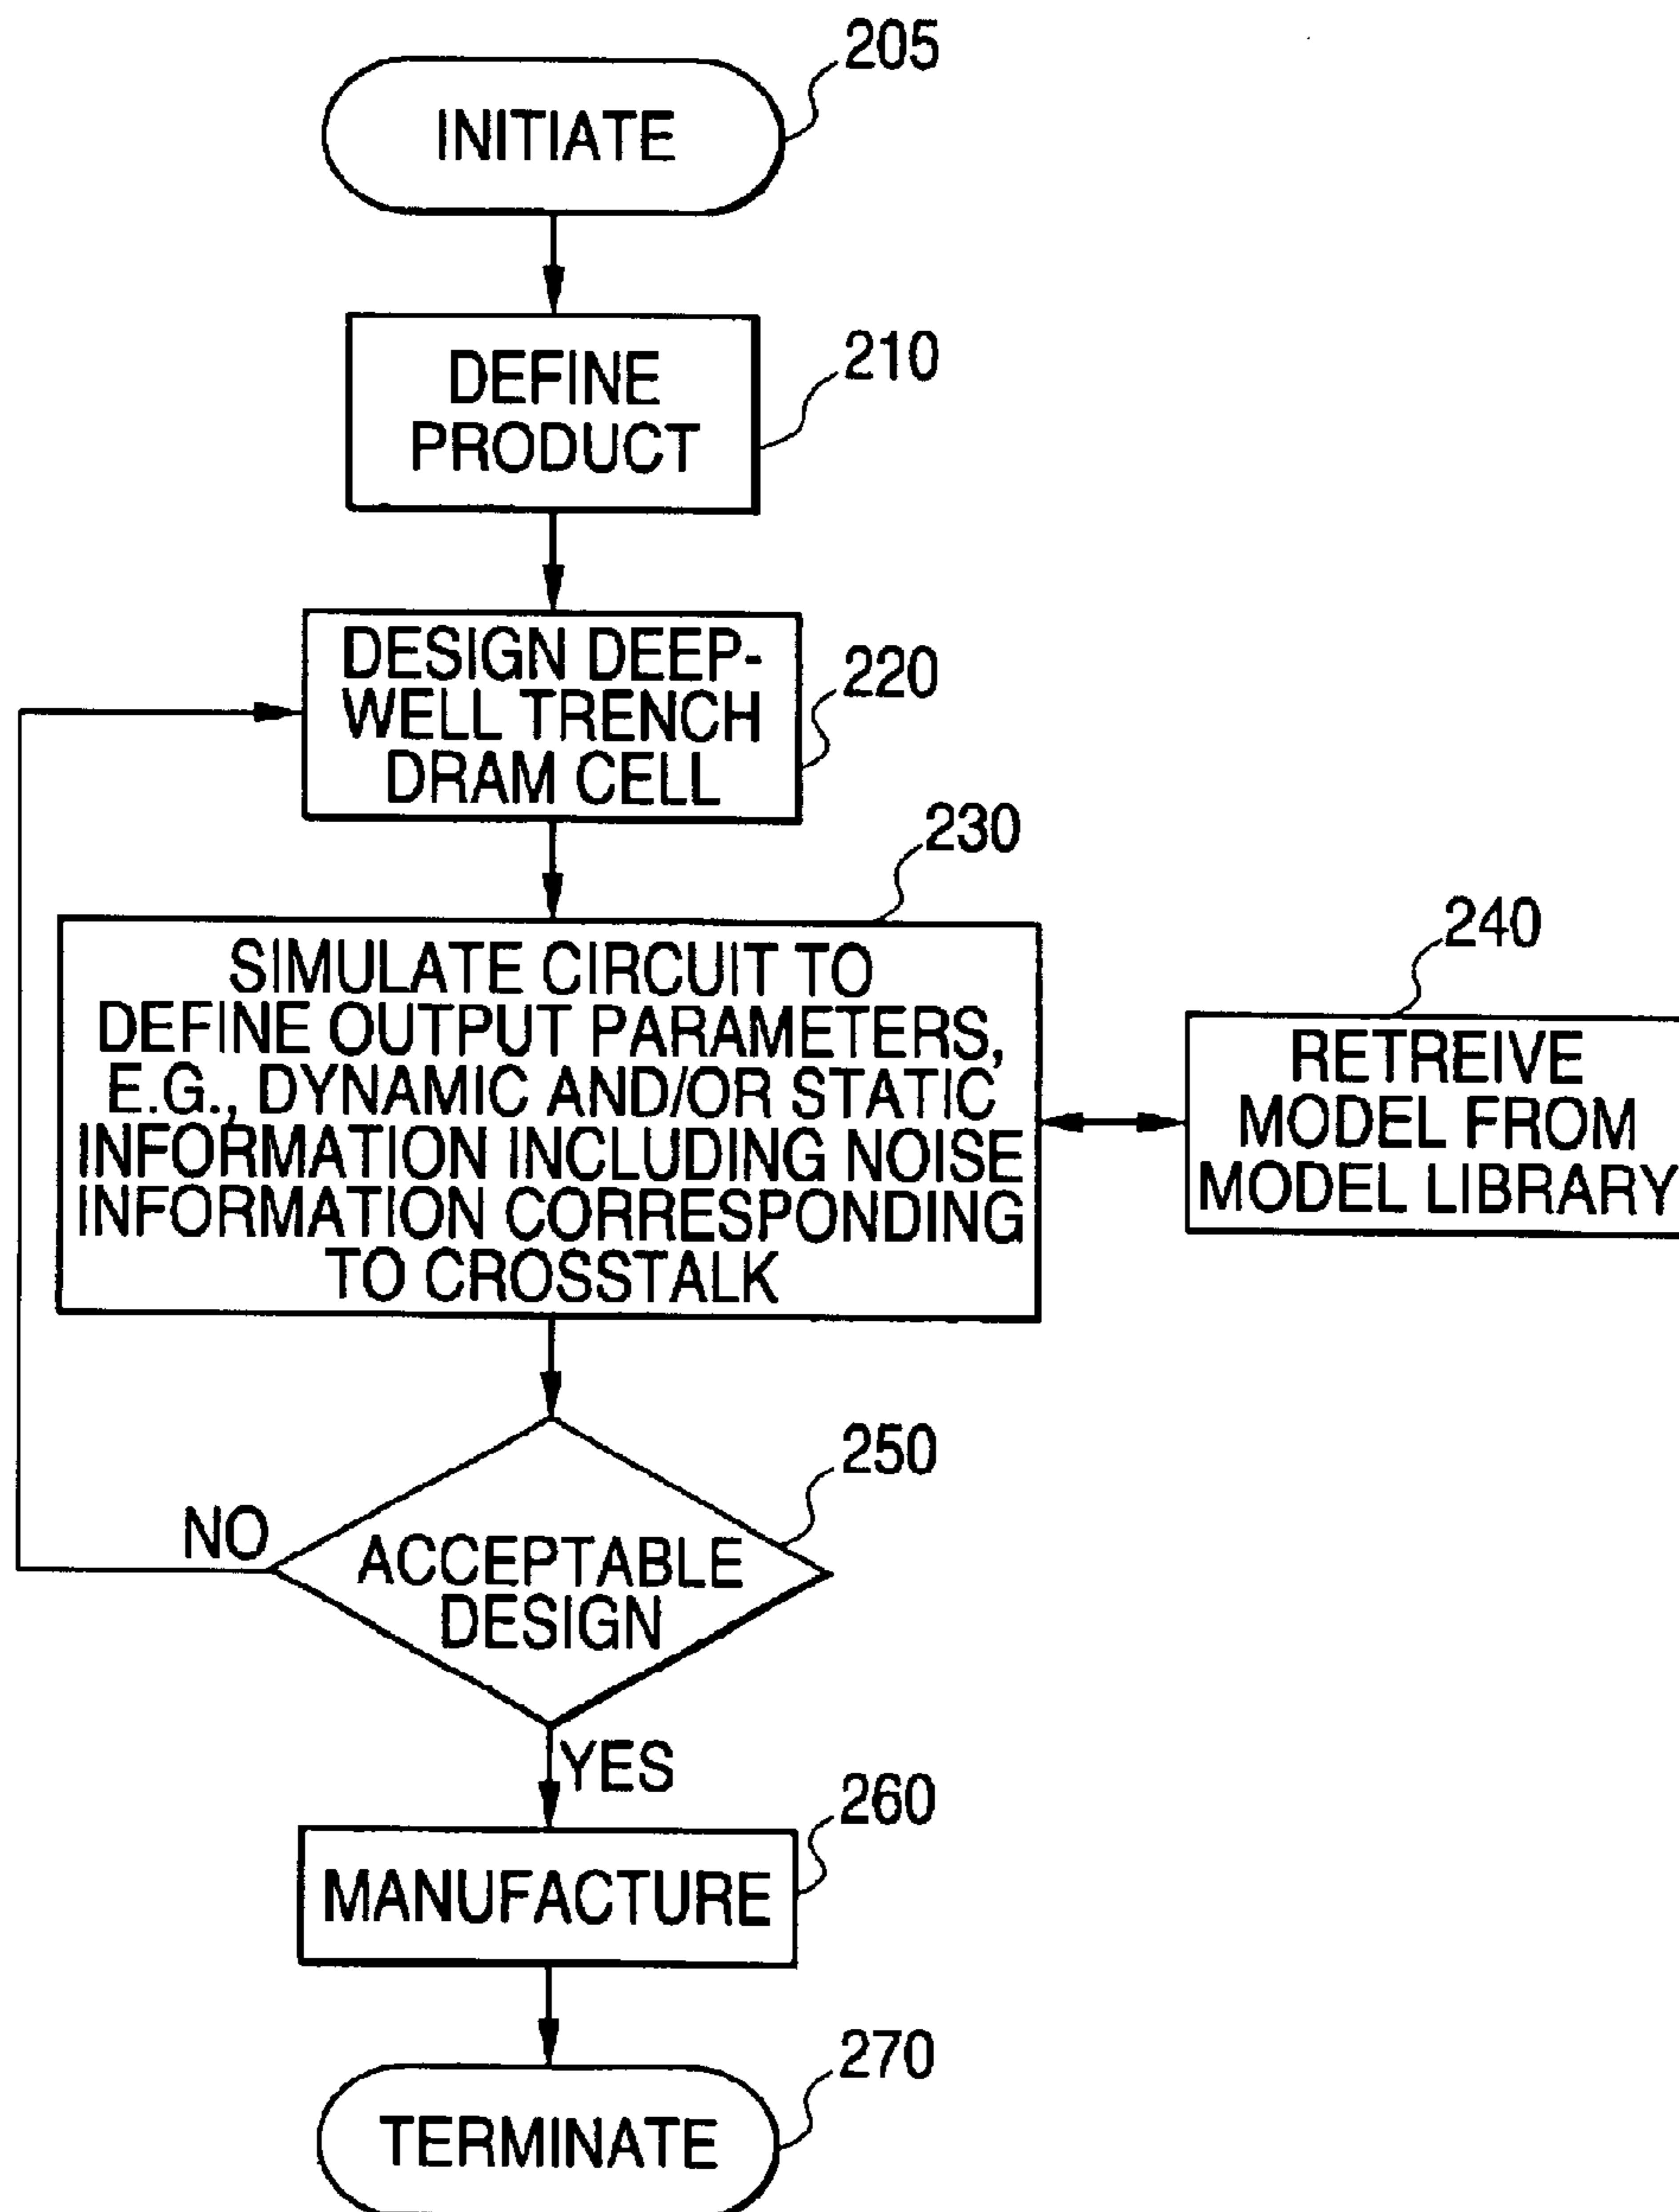 205
INITIATE
210
DEFINE
PRODUCT
220
DESIGN DEEP-
WELL TRENCH
DRAM CELL
230
SIMULATE CIRCUIT TO
DEFINE OUTPUT PARAMETERS,
E.G., DYNAMIC AND/OR STATIC
INFORMATION INCLUDING NOISE
INFORMATION CORRESPONDING
TO CROSSTALK
240
RETREIVE
MODEL FROM
MODEL LIBRARY
250
NO
ACCEPTABLE
DESIGN
YES
260
MANUFACTURE
270
TERMINATE